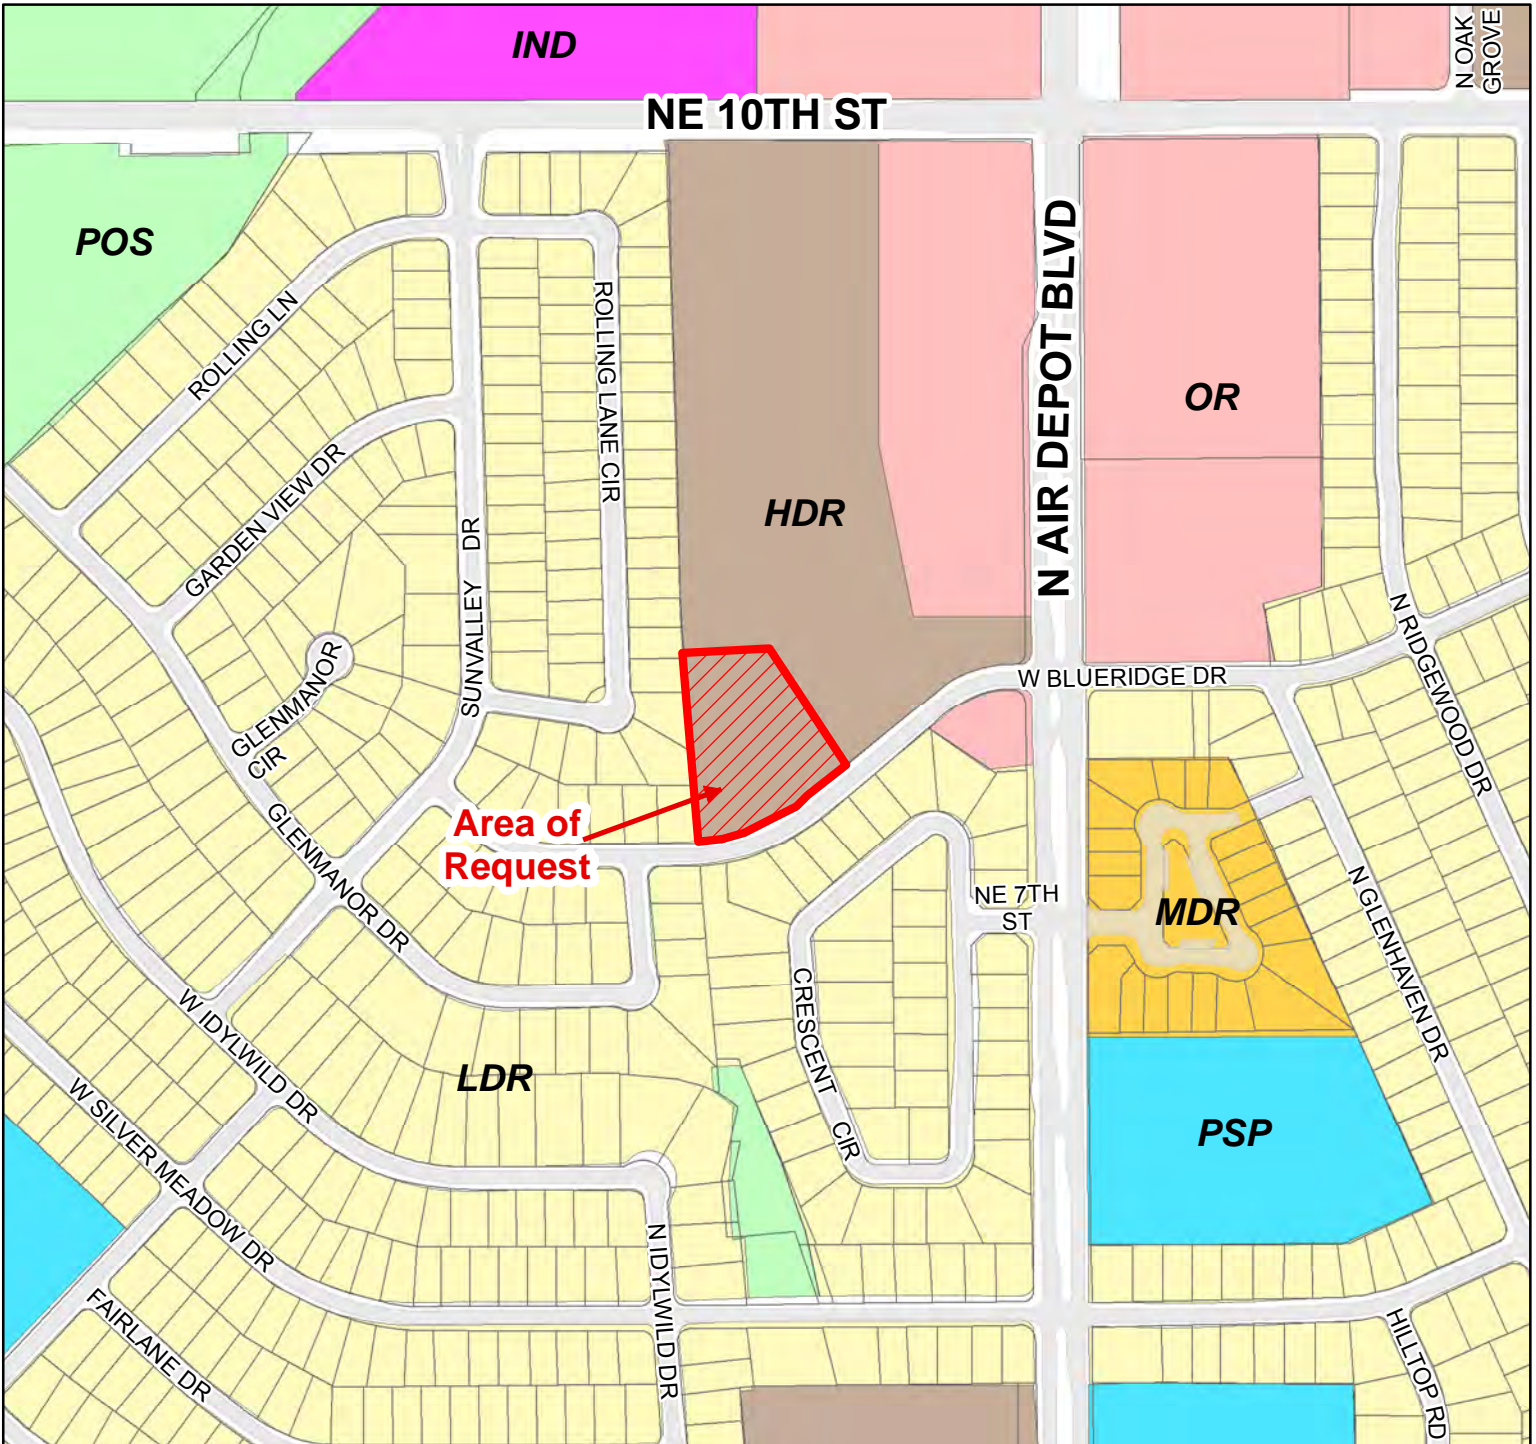 IND
N OAK
GROVE
NE 10TH ST
POS
ROLLING LN
ROLLING LANE CIR
N AIR DEPOT BLVD
OR
GARDEN VIEW DR
HDR
SUNVALLEY DR
N RIDGEWOOD DR
GLENMANOR
CIR
W BLUERIDGE DR
GLENMANOR DR
Area of
Request
NE 7TH
ST
MDR
N GLENHAVEN DR
CRESCENT CIR
W IDYLWILD DR
LDR
W SILVER MEADOW DR
PSP
N IDYLWILD DR
FAIRLANE DR
HILLTOP RD